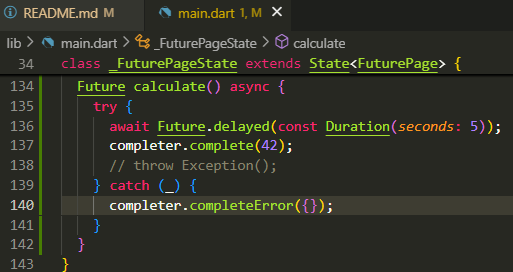 README.md M main.dart 1, M
lib > main.dart > _FuturePageState > calculate
34 class _FuturePageState extends State<FuturePage> {
134 Future calculate() async {
135 try {
136 await Future.delayed(const Duration(seconds: 5));
137 completer.complete(42);
138 // throw Exception();
139 } catch (_) {
140 completer.completeError({});
141 }
142 }
143 }